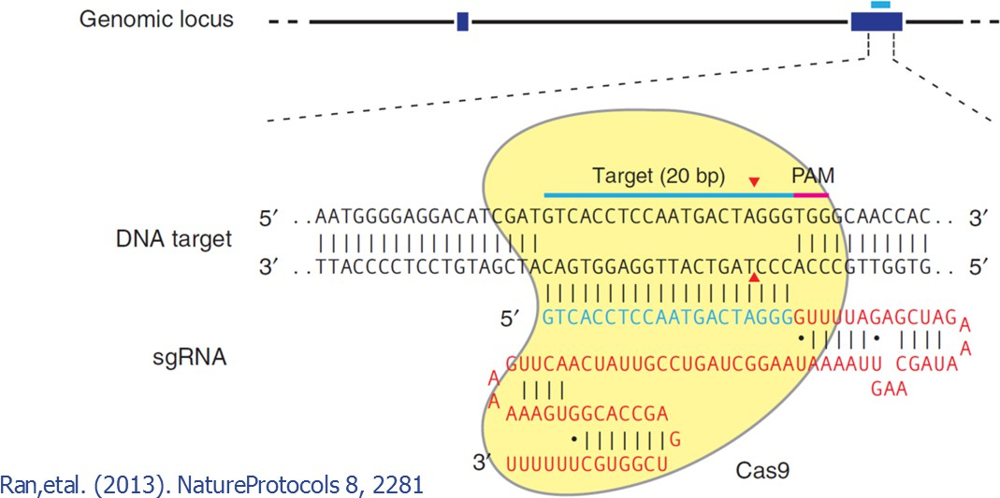 Genomic locus
Target (20 bp) PAM
5′ ..AATGGGGAGGACATCGATGTCACCTCCAATGACTAGGGTGGGCAACCAC.. 3′
DNA target
3′ ..TTACCCCTCCTGTAGCTACAGTGGAGGTTACTGATCCCACCCGTTGGTG.. 5′
5′ GTCACCTCCAATGACTAGGGGUUUUAGAGCUAG
A
sgRNA
A
GUUCAACUAUUGCCUGAUCGGAAUAAAAUU CGAUA
A
GAA
A
AAAGUGGCACCGA
G
3′ UUUUUUCGUGGCU
Cas9
Ran,etal. (2013). NatureProtocols 8, 2281